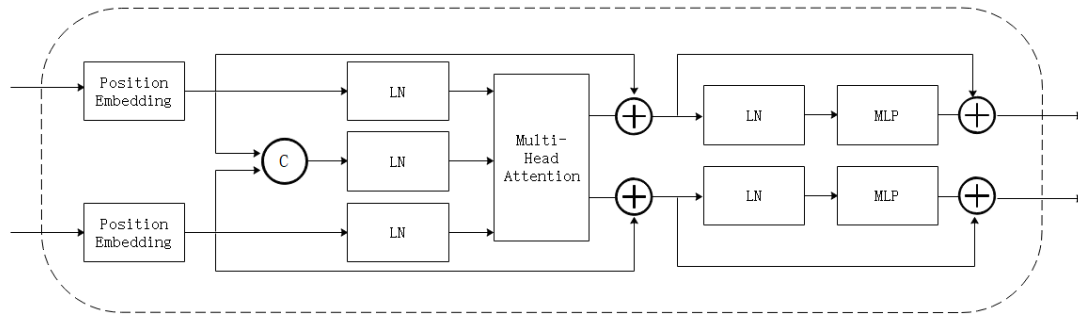 Position
Embedding
LN
C
LN
Position
Embedding
LN
Multi-
Head
Attention
LN
MLP
LN
MLP